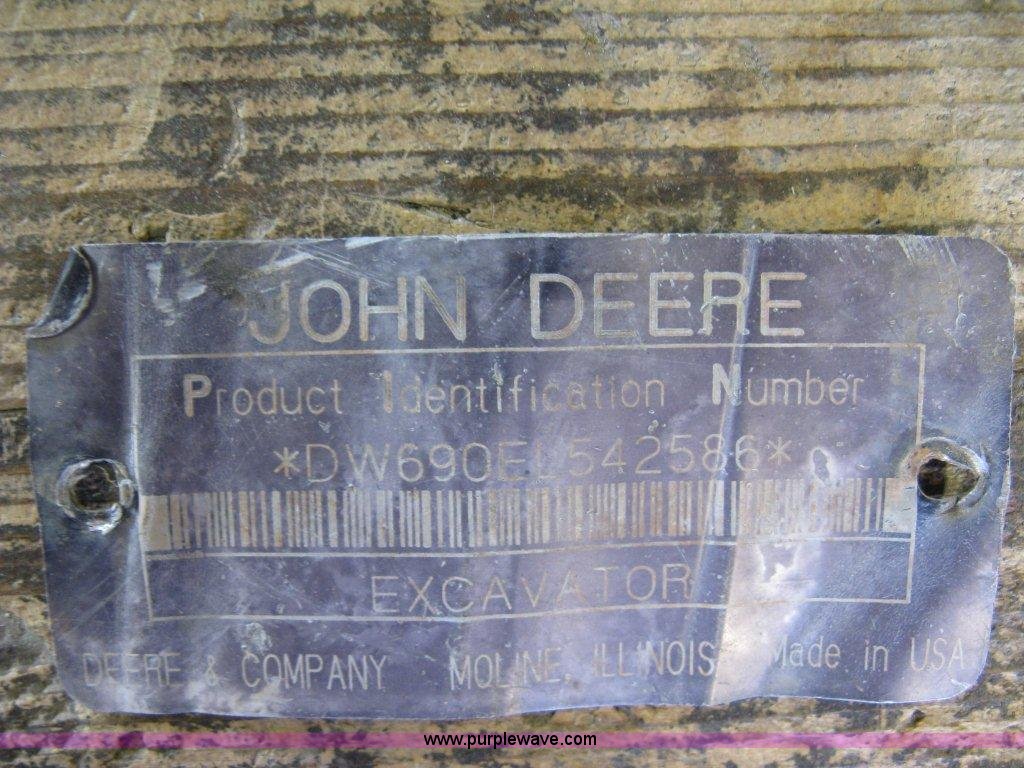 JOHN DEERE
Product Identification Number
*DW690EL542586*
EXCAVATOR
DEERE & COMPANY MOLINE, ILLINOIS Made in USA
www.purplewave.com